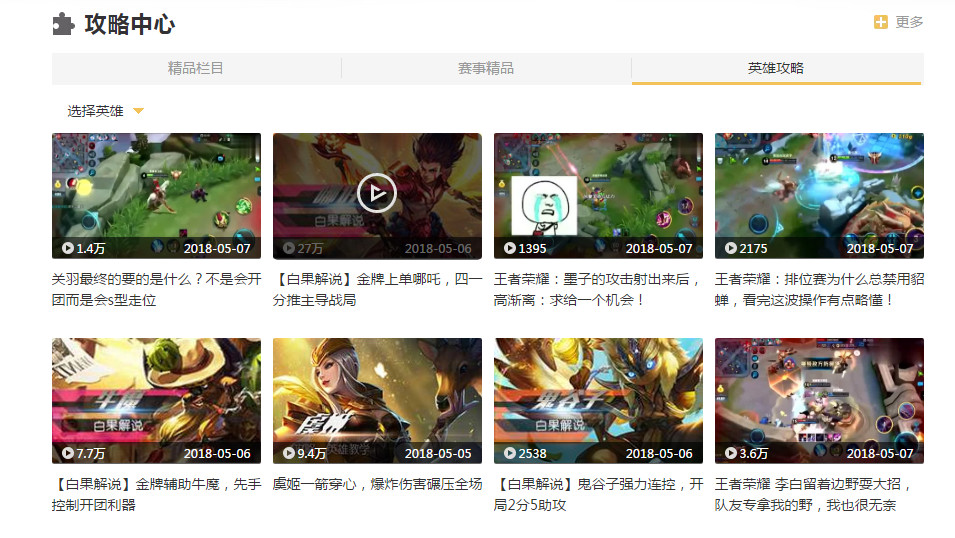 攻略中心
更多
精品栏目
赛事精品
英雄攻略
选择英雄
1.4万
2018-05-07
白果解说
27万
2018-05-06
1395
2018-05-07
2175
2018-05-07
关羽最终的要的是什么？不是会开
团而是会s型走位
【白果解说】金牌上单哪吒，四一
分推主导战局
王者荣耀：墨子的攻击射出来后，
高渐离：求给一个机会！
王者荣耀：排位赛为什么总禁用貂
蝉，看完这波操作有点略懂！
牛魔
白果解说
7.7万
2018-05-06
虞姬
英雄教学
9.4万
2018-05-05
鬼谷子
白果解说
2538
2018-05-06
3.6万
2018-05-07
【白果解说】金牌辅助牛魔，先手
控制开团利器
虞姬一箭穿心，爆炸伤害碾压全场
【白果解说】鬼谷子强力连控，开
局2分5助攻
王者荣耀 李白留着边野耍大招，
队友专拿我的野，我也很无奈